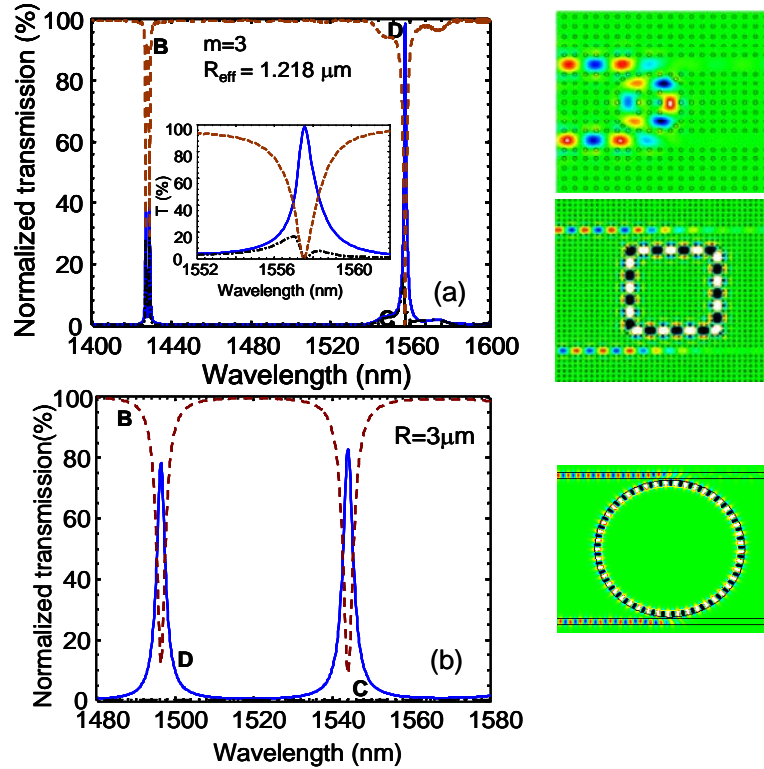 100
80
60
40
20
0
Normalized transmission (%)
B
D
C
m=3
R_eff = 1.218 μm
100
80
60
40
20
0
T (%)
1552
1556
1560
Wavelength (nm)
(a)
1400
1440
1480
1520
1560
1600
Wavelength (nm)
100
80
60
40
20
0
Normalized transmission(%)
B
R=3μm
D
C
(b)
1480
1500
1520
1540
1560
1580
Wavelength (nm)